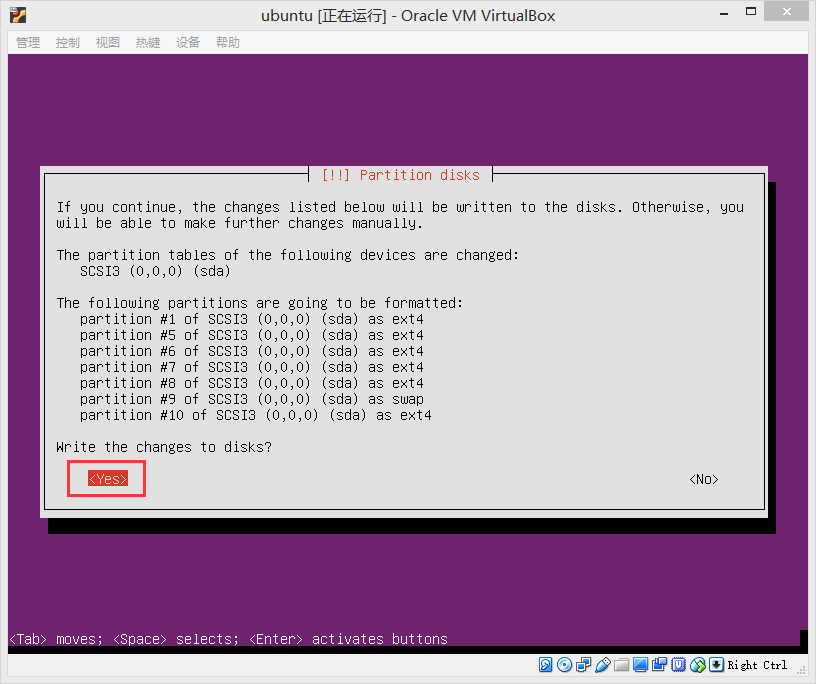 ubuntu [正在运行] - Oracle VM VirtualBox
管理 控制 视图 热键 设备 帮助
[!!] Partition disks
If you continue, the changes listed below will be written to the disks. Otherwise, you
will be able to make further changes manually.
The partition tables of the following devices are changed:
SCSI3 (0,0,0) (sda)
The following partitions are going to be formatted:
partition #1 of SCSI3 (0,0,0) (sda) as ext4
partition #5 of SCSI3 (0,0,0) (sda) as ext4
partition #6 of SCSI3 (0,0,0) (sda) as ext4
partition #7 of SCSI3 (0,0,0) (sda) as ext4
partition #8 of SCSI3 (0,0,0) (sda) as ext4
partition #9 of SCSI3 (0,0,0) (sda) as swap
partition #10 of SCSI3 (0,0,0) (sda) as ext4
Write the changes to disks?
<Yes> <No>
<Tab> moves; <Space> selects; <Enter> activates buttons
Right Ctrl